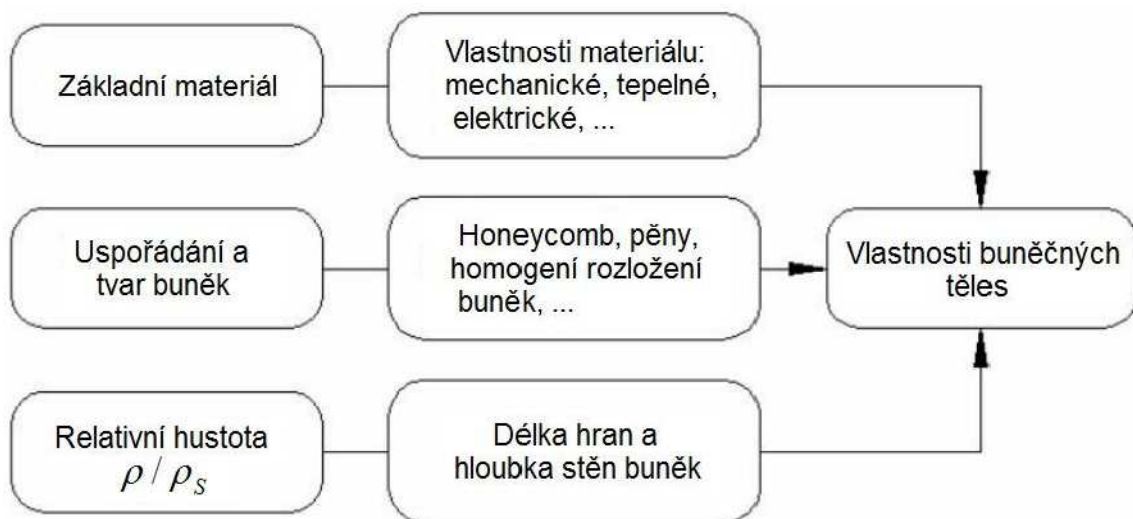 Základní materiál
Vlastnosti materiálu:
mechanické, tepelné,
elektrické, ...
Uspořádání a
tvar buněk
Honeycomb, pěny,
homogení rozložení
buněk, ...
Vlastnosti buněčných
těles
Relativní hustota
ρ / ρ_S
Délka hran a
hloubka stěn buněk